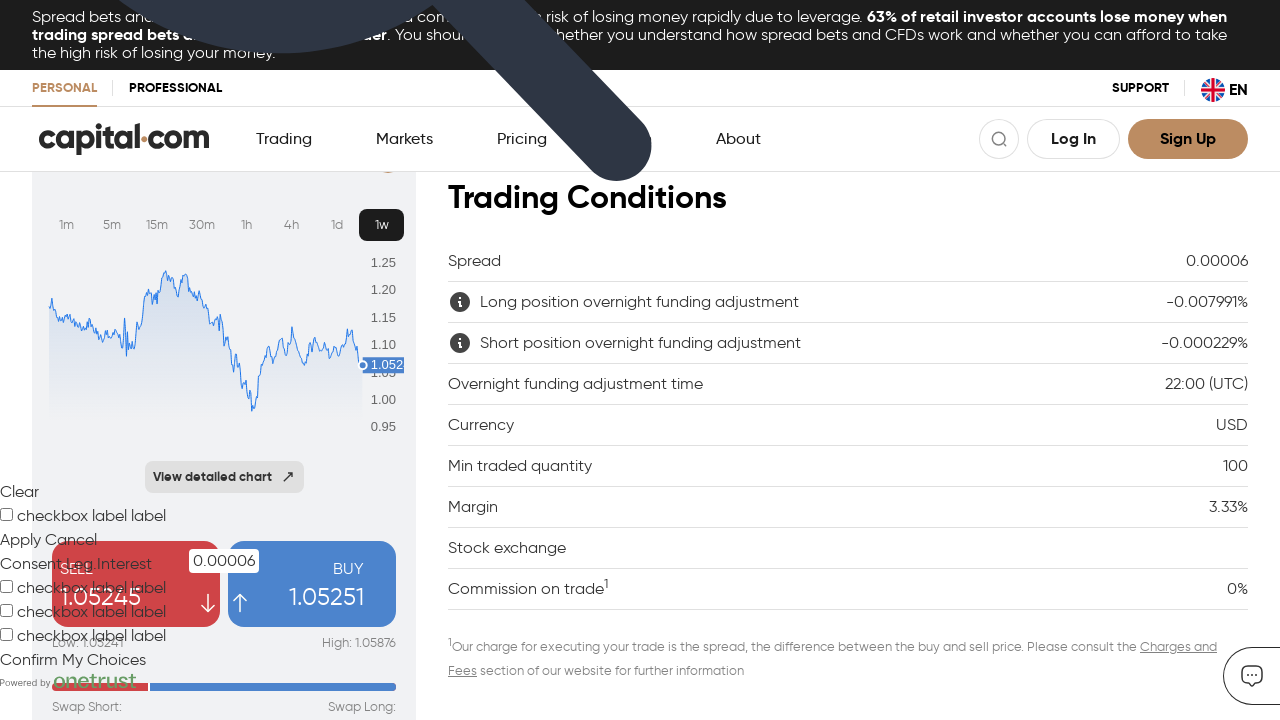 Spread bets and
risk of losing money rapidly due to leverage. 63% of retail investor accounts lose money when
trading spread bets
. You should
whether you understand how spread bets and CFDs work and whether you can afford to take
the high risk of losing your money.
PERSONAL
PROFESSIONAL
SUPPORT
EN
capital.com
Trading
Markets
Pricing
About
Log In
Sign Up
Trading Conditions
1m 5m 15m 30m 1h 4h 1d 1w
1.25
1.20
1.15
1.10
1.052
1.05
1.00
0.95
View detailed chart
Spread 0.00006
Long position overnight funding adjustment -0.007991%
Short position overnight funding adjustment -0.000229%
Overnight funding adjustment time 22:00 (UTC)
Currency USD
Min traded quantity 100
Margin 3.33%
Stock exchange
Commission on trade1 0%
1Our charge for executing your trade is the spread, the difference between the buy and sell price. Please consult the Charges and
Fees section of our website for further information
Clear
checkbox label label
Apply Cancel
Consent Leg.Interest
checkbox label label
checkbox label label
checkbox label label
Confirm My Choices
Powered by onetrust
SELL
1.05245
0.00006
BUY
1.05251
Low: 1.05241
High: 1.05876
Swap Short:
Swap Long: